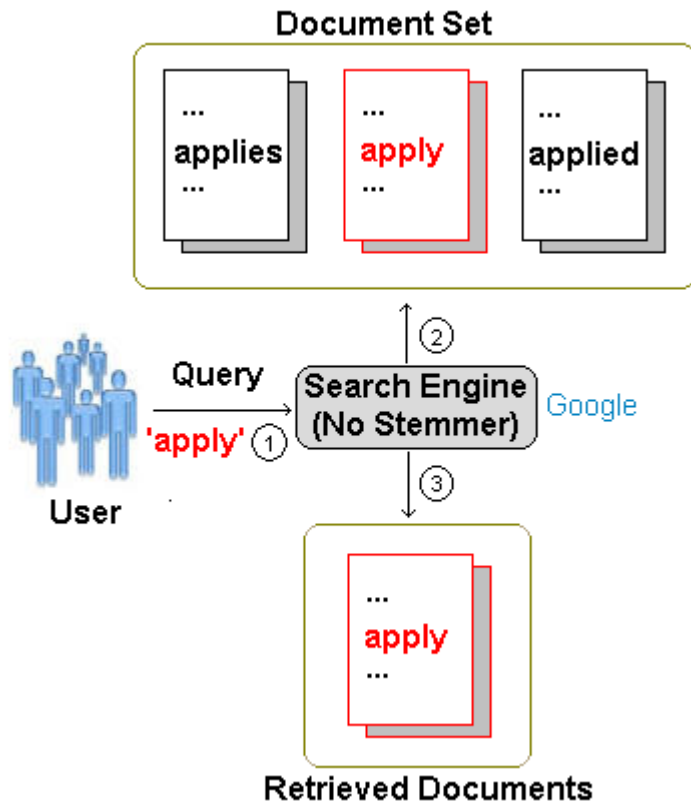 Document Set
...
applies
...
...
apply
...
...
applied
...
2
Query
'apply' 1
User
Search Engine
(No Stemmer)
Google
3
...
apply
...
Retrieved Documents